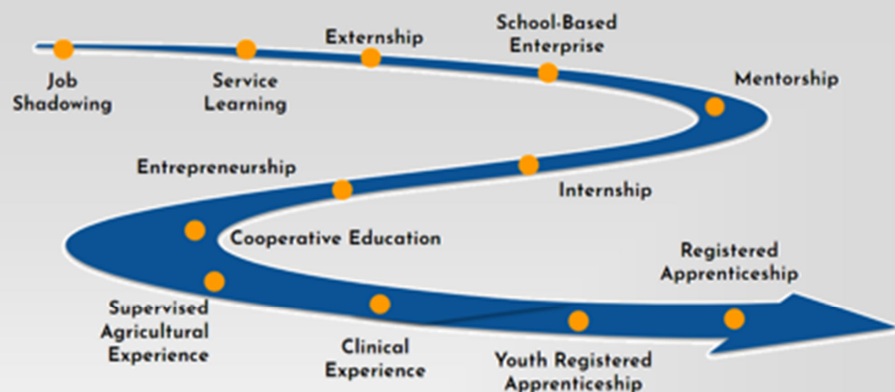 Job
Shadowing
Service
Learning
Externship
School-Based
Enterprise
Mentorship
Internship
Entrepreneurship
Cooperative Education
Supervised
Agricultural
Experience
Clinical
Experience
Youth Registered
Apprenticeship
Registered
Apprenticeship